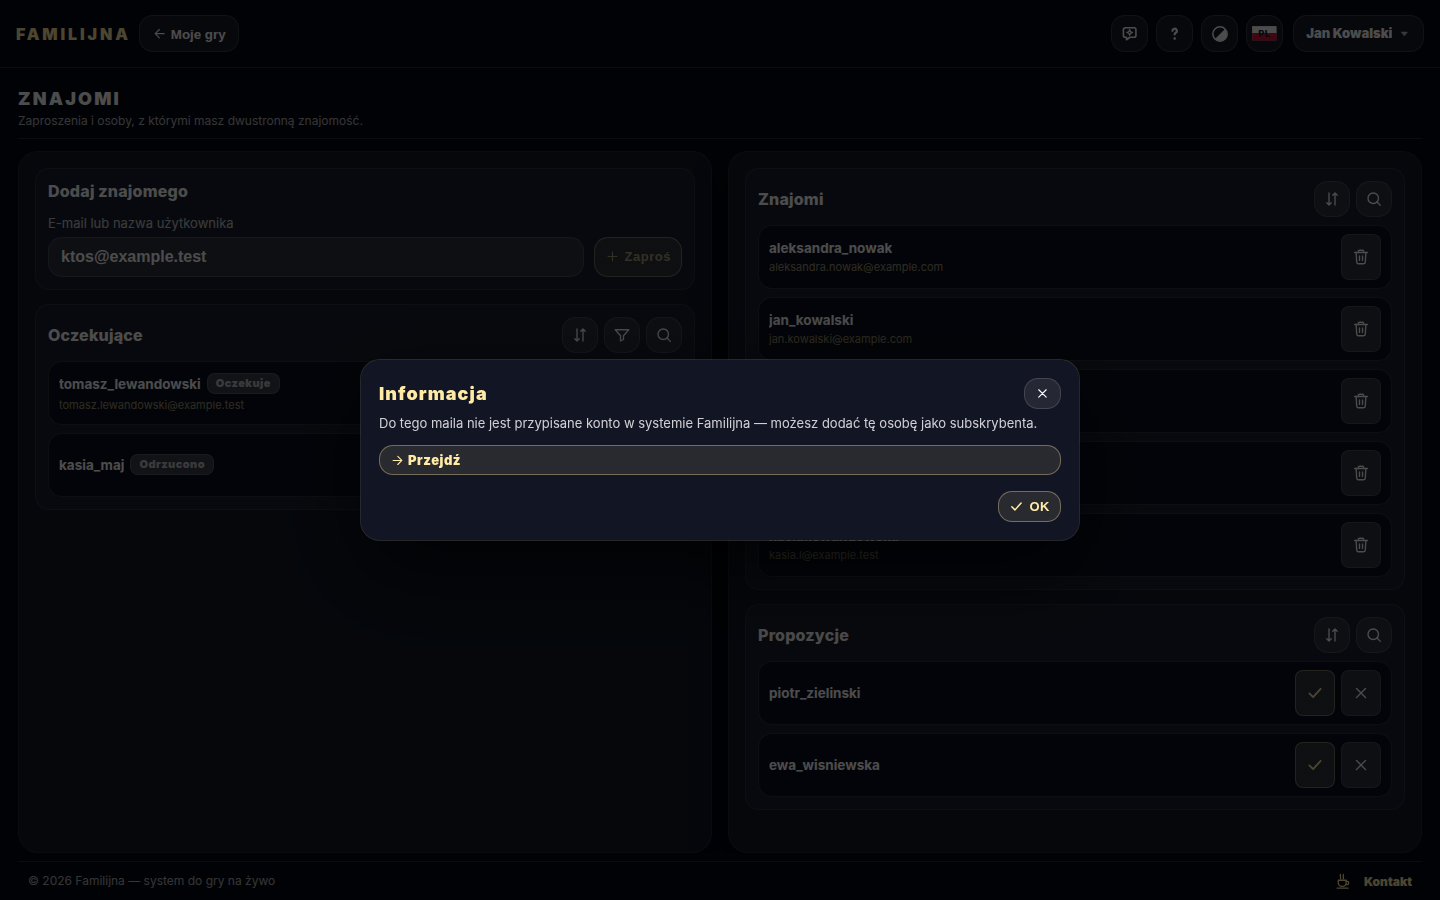 FAMILIJNA
Moje gry
?
PL
Jan Kowalski
ZNAJOMI
Zaproszenia i osoby, z którymi masz dwustronną znajomość.
Dodaj znajomego
E-mail lub nazwa użytkownika
ktos@example.test
Zaproś
Oczekujące
tomasz_lewandowski Oczekuje
tomasz.lewandowski@example.test
kasia_maj Odrzucono
Znajomi
aleksandra_nowak
aleksandra.nowak@example.com
jan_kowalski
jan.kowalski@example.com
Informacja
Do tego maila nie jest przypisane konto w systemie Familijna — możesz dodać tę osobę jako subskrybenta.
Przejdź
OK
kasia.l@example.test
Propozycje
piotr_zielinski
ewa_wisniewska
© 2026 Familijna — system do gry na żywo
Kontakt